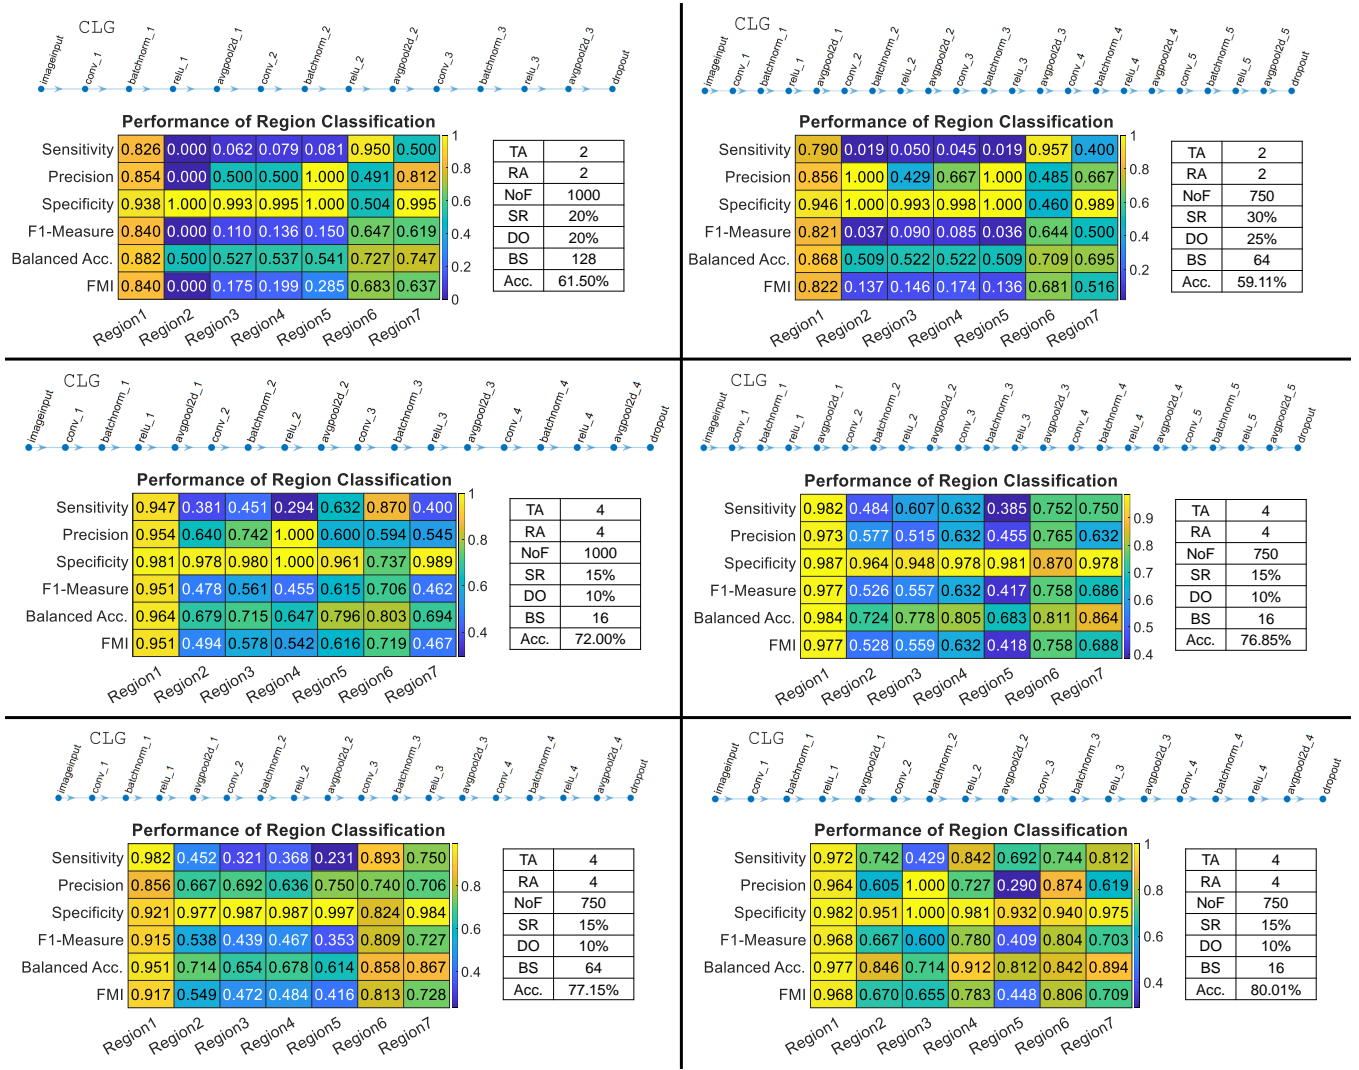 CLG
imageinput conv_1 batchnorm_1 relu_1 avgpool2d_1 conv_2 batchnorm_2 relu_2 avgpool2d_2 conv_3 batchnorm_3 relu_3 avgpool2d_3 dropout
Performance of Region Classification
Sensitivity 0.826 0.000 0.062 0.079 0.081 0.950 0.500
Precision 0.854 0.000 0.500 0.500 1.000 0.491 0.812
Specificity 0.938 1.000 0.993 0.995 1.000 0.504 0.995
F1-Measure 0.840 0.000 0.110 0.136 0.150 0.647 0.619
Balanced Acc. 0.882 0.500 0.527 0.537 0.541 0.727 0.747
FMI 0.840 0.000 0.175 0.199 0.285 0.683 0.637
Region1 Region2 Region3 Region4 Region5 Region6 Region7
1
0.8
0.6
0.4
0.2
0
TA 2
RA 2
NoF 1000
SR 20%
DO 20%
BS 128
Acc. 61.50%
CLG
imageinput conv_1 batchnorm_1 relu_1 avgpool2d_1 conv_2 batchnorm_2 relu_2 avgpool2d_2 conv_3 batchnorm_3 relu_3 avgpool2d_3 conv_4 batchnorm_4 relu_4 avgpool2d_4 conv_5 batchnorm_5 relu_5 avgpool2d_5 dropout
Performance of Region Classification
Sensitivity 0.790 0.019 0.050 0.045 0.019 0.957 0.400
Precision 0.856 1.000 0.429 0.667 1.000 0.485 0.667
Specificity 0.946 1.000 0.993 0.998 1.000 0.460 0.989
F1-Measure 0.821 0.037 0.090 0.085 0.036 0.644 0.500
Balanced Acc. 0.868 0.509 0.522 0.522 0.509 0.709 0.695
FMI 0.822 0.137 0.146 0.174 0.136 0.681 0.516
Region1 Region2 Region3 Region4 Region5 Region6 Region7
1
0.8
0.6
0.4
0.2
TA 2
RA 2
NoF 750
SR 30%
DO 25%
BS 64
Acc. 59.11%
CLG
imageinput conv_1 batchnorm_1 relu_1 avgpool2d_1 conv_2 batchnorm_2 relu_2 avgpool2d_2 conv_3 batchnorm_3 relu_3 avgpool2d_3 conv_4 batchnorm_4 relu_4 avgpool2d_4 dropout
Performance of Region Classification
Sensitivity 0.947 0.381 0.451 0.294 0.632 0.870 0.400
Precision 0.954 0.640 0.742 1.000 0.600 0.594 0.545
Specificity 0.981 0.978 0.980 1.000 0.961 0.737 0.989
F1-Measure 0.951 0.478 0.561 0.455 0.615 0.706 0.462
Balanced Acc. 0.964 0.679 0.715 0.647 0.796 0.803 0.694
FMI 0.951 0.494 0.578 0.542 0.616 0.719 0.467
Region1 Region2 Region3 Region4 Region5 Region6 Region7
1
0.8
0.6
0.4
TA 4
RA 4
NoF 1000
SR 15%
DO 10%
BS 16
Acc. 72.00%
CLG
imageinput conv_1 batchnorm_1 relu_1 avgpool2d_1 conv_2 batchnorm_2 relu_2 avgpool2d_2 conv_3 batchnorm_3 relu_3 avgpool2d_3 conv_4 batchnorm_4 relu_4 avgpool2d_4 conv_5 batchnorm_5 relu_5 avgpool2d_5 dropout
Performance of Region Classification
Sensitivity 0.982 0.484 0.607 0.632 0.385 0.752 0.750
Precision 0.973 0.577 0.515 0.632 0.455 0.765 0.632
Specificity 0.987 0.964 0.948 0.978 0.981 0.870 0.978
F1-Measure 0.977 0.526 0.557 0.632 0.417 0.758 0.686
Balanced Acc. 0.984 0.724 0.778 0.805 0.683 0.811 0.864
FMI 0.977 0.528 0.559 0.632 0.418 0.758 0.688
Region1 Region2 Region3 Region4 Region5 Region6 Region7
0.9
0.8
0.7
0.6
0.5
0.4
TA 4
RA 4
NoF 750
SR 15%
DO 10%
BS 16
Acc. 76.85%
CLG
imageinput conv_1 batchnorm_1 relu_1 avgpool2d_1 conv_2 batchnorm_2 relu_2 avgpool2d_2 conv_3 batchnorm_3 relu_3 avgpool2d_3 conv_4 batchnorm_4 relu_4 avgpool2d_4 dropout
Performance of Region Classification
Sensitivity 0.982 0.452 0.321 0.368 0.231 0.893 0.750
Precision 0.856 0.667 0.692 0.636 0.750 0.740 0.706
Specificity 0.921 0.977 0.987 0.987 0.997 0.824 0.984
F1-Measure 0.915 0.538 0.439 0.467 0.353 0.809 0.727
Balanced Acc. 0.951 0.714 0.654 0.678 0.614 0.858 0.867
FMI 0.917 0.549 0.472 0.484 0.416 0.813 0.728
Region1 Region2 Region3 Region4 Region5 Region6 Region7
0.8
0.6
0.4
TA 4
RA 4
NoF 750
SR 15%
DO 10%
BS 64
Acc. 77.15%
CLG
imageinput conv_1 batchnorm_1 relu_1 avgpool2d_1 conv_2 batchnorm_2 relu_2 avgpool2d_2 conv_3 batchnorm_3 relu_3 avgpool2d_3 conv_4 batchnorm_4 relu_4 avgpool2d_4 dropout
Performance of Region Classification
Sensitivity 0.972 0.742 0.429 0.842 0.692 0.744 0.812
Precision 0.964 0.605 1.000 0.727 0.290 0.874 0.619
Specificity 0.982 0.951 1.000 0.981 0.932 0.940 0.975
F1-Measure 0.968 0.667 0.600 0.780 0.409 0.804 0.703
Balanced Acc. 0.977 0.846 0.714 0.912 0.812 0.842 0.894
FMI 0.968 0.670 0.655 0.783 0.448 0.806 0.709
Region1 Region2 Region3 Region4 Region5 Region6 Region7
1
0.8
0.6
0.4
TA 4
RA 4
NoF 750
SR 15%
DO 10%
BS 16
Acc. 80.01%